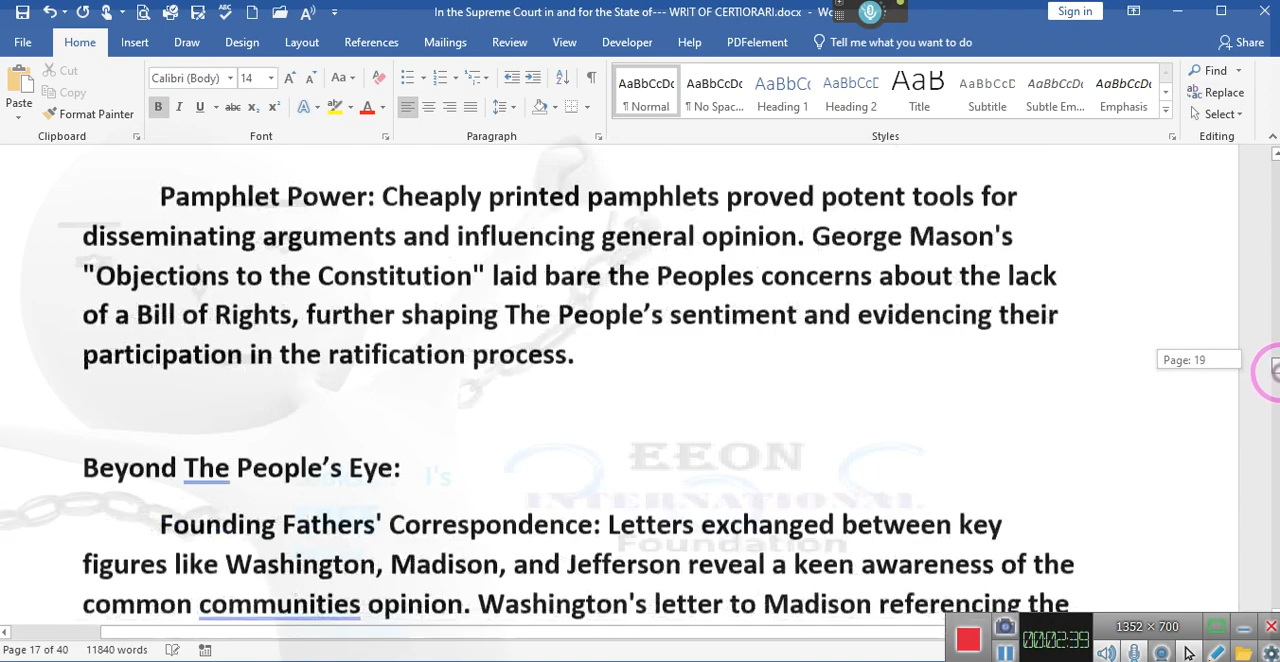 In the Supreme Court in and for the State of--- WRIT OF CERTIORARI.docx - Wo
Sign in
File Home Insert Draw Design Layout References Mailings Review View Developer Help PDFelement Tell me what you want to do Share
Paste
Cut
Copy
Format Painter
Clipboard
Calibri (Body) 14
Font
Paragraph
AaBbCcDc AaBbCcDc AaBbCc AaBbCcD AaB AaBbCcD AaBbCcDc AaBbCcDc
¶ Normal ¶ No Spac... Heading 1 Heading 2 Title Subtitle Subtle Em... Emphasis
Styles
Find
Replace
Select
Editing
Pamphlet Power: Cheaply printed pamphlets proved potent tools for
disseminating arguments and influencing general opinion. George Mason's
"Objections to the Constitution" laid bare the Peoples concerns about the lack
of a Bill of Rights, further shaping The People’s sentiment and evidencing their
participation in the ratification process.
Page: 19
Beyond The People’s Eye:
I's
EEON
INTERNATIONAL
Foundation
Founding Fathers' Correspondence: Letters exchanged between key
figures like Washington, Madison, and Jefferson reveal a keen awareness of the
common communities opinion. Washington's letter to Madison referencing the
Page 17 of 40 11840 words
1352 × 700
00:02:39